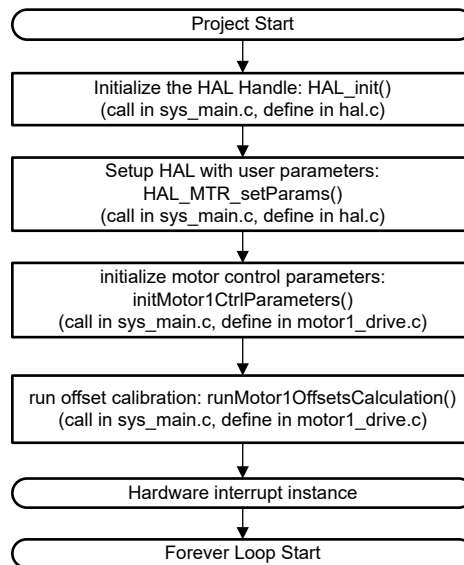 Project Start
Initialize the HAL Handle: HAL_init()
(call in sys_main.c, define in hal.c)
Setup HAL with user parameters:
HAL_MTR_setParams()
(call in sys_main.c, define in hal.c)
initialize motor control parameters:
initMotor1CtrlParameters()
(call in sys_main.c, define in motor1_drive.c)
run offset calibration: runMotor1OffsetsCalculation()
(call in sys_main.c, define in motor1_drive.c)
Hardware interrupt instance
Forever Loop Start